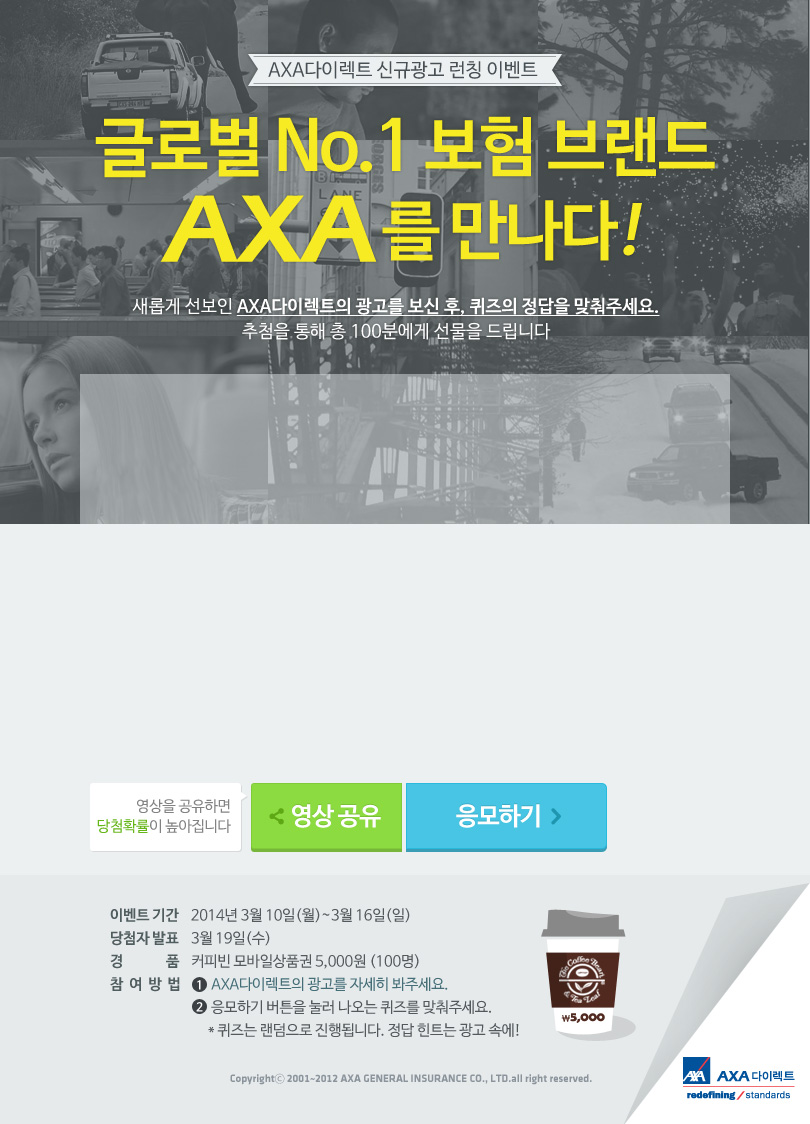 AXA다이렉트 신규광고 런칭 이벤트
글로벌 No.1 보험 브랜드
AXA를 만나다!
새롭게 선보인 AXA다이렉트의 광고를 보신 후, 퀴즈의 정답을 맞춰주세요.
추첨을 통해 총 100분에게 선물을 드립니다
영상을 공유하면
당첨확률이 높아집니다
영상 공유
응모하기
이벤트 기간 2014년 3월 10일(월)~3월 16일(일)
당첨자 발표 3월 19일(수)
경 품 커피빈 모바일상품권 5,000원 (100명)
참 여 방 법 1 AXA다이렉트의 광고를 자세히 봐주세요.
2 응모하기 버튼을 눌러 나오는 퀴즈를 맞춰주세요.
* 퀴즈는 랜덤으로 진행됩니다. 정답 힌트는 광고 속에!
The Coffee Bean
& Tea Leaf
₩5,000
Copyrightⓒ 2001~2012 AXA GENERAL INSURANCE CO., LTD.all right reserved.
AXA AXA 다이렉트
redefining / standards